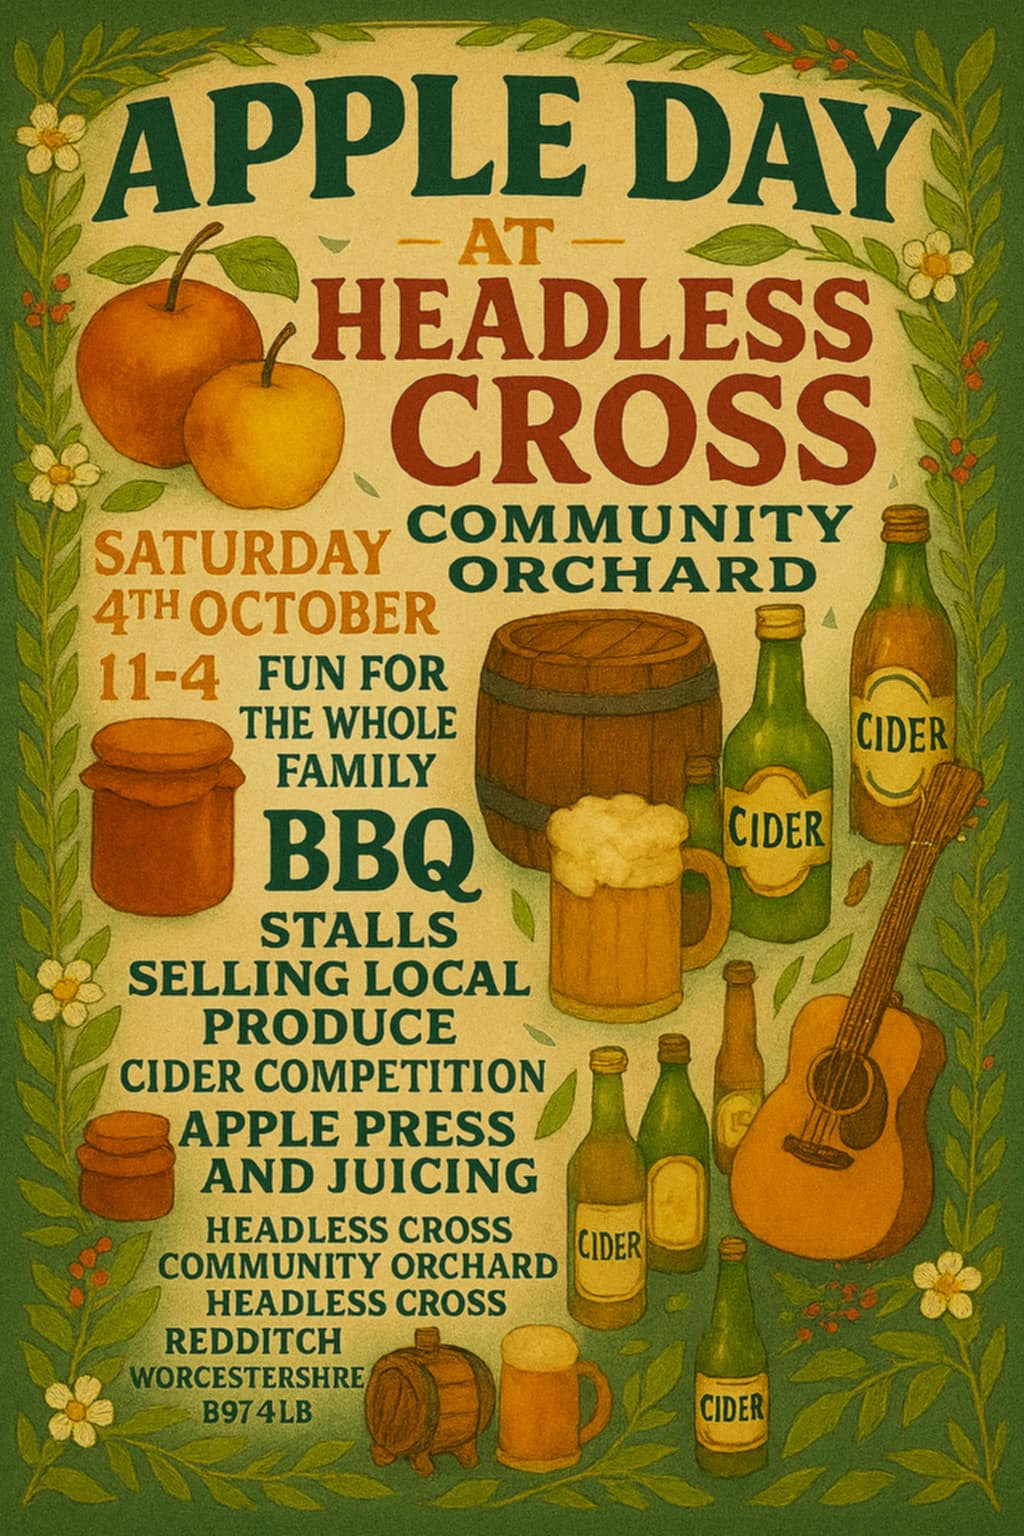 APPLE DAY
– AT –
HEADLESS
CROSS
COMMUNITY
ORCHARD
SATURDAY
4TH OCTOBER
11-4
FUN FOR
THE WHOLE
FAMILY
BBQ
STALLS
SELLING LOCAL
PRODUCE
CIDER COMPETITION
APPLE PRESS
AND JUICING
HEADLESS CROSS
COMMUNITY ORCHARD
HEADLESS CROSS
REDDITCH
WORCESTERSHRE
B97 4LB
CIDER
CIDER
CIDER
CIDER